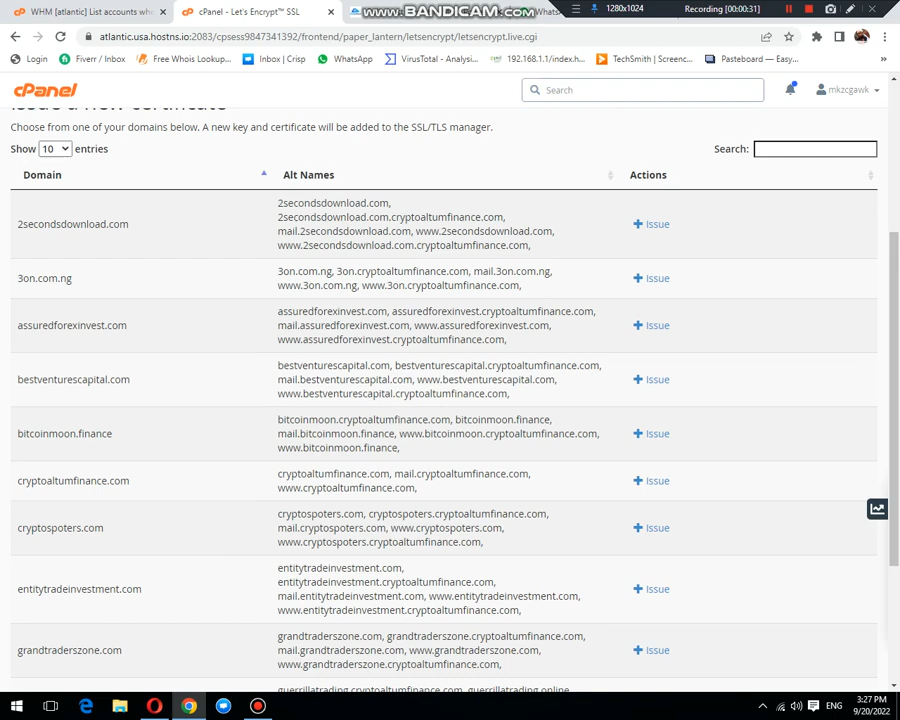 WHM [atlantic] List accounts whe
cPanel - Let's Encrypt™ SSL
www.BANDICAM.com
1280x1024
Recording [00:00:31]
atlantic.usa.hostns.io:2083/cpsess9847341392/frontend/paper_lantern/letsencrypt/letsencrypt.live.cgi
Login
Fiverr / Inbox
Free Whois Lookup...
Inbox | Crisp
WhatsApp
VirusTotal - Analysi...
192.168.1.1/index.h...
TechSmith | Screenc...
Pasteboard — Easy...
cPanel
Search
mkzcgawk
Issue a new certificate
Choose from one of your domains below. A new key and certificate will be added to the SSL/TLS manager.
Show 10 entries
Search:
Domain
Alt Names
Actions
2secondsdownload.com
2secondsdownload.com,
2secondsdownload.com.cryptoaltumfinance.com,
mail.2secondsdownload.com, www.2secondsdownload.com,
www.2secondsdownload.com.cryptoaltumfinance.com,
Issue
3on.com.ng
3on.com.ng, 3on.cryptoaltumfinance.com, mail.3on.com.ng,
www.3on.com.ng, www.3on.cryptoaltumfinance.com,
Issue
assuredforexinvest.com
assuredforexinvest.com, assuredforexinvest.cryptoaltumfinance.com,
mail.assuredforexinvest.com, www.assuredforexinvest.com,
www.assuredforexinvest.cryptoaltumfinance.com,
Issue
bestventurescapital.com
bestventurescapital.com, bestventurescapital.cryptoaltumfinance.com,
mail.bestventurescapital.com, www.bestventurescapital.com,
www.bestventurescapital.cryptoaltumfinance.com,
Issue
bitcoinmoon.finance
bitcoinmoon.cryptoaltumfinance.com, bitcoinmoon.finance,
mail.bitcoinmoon.finance, www.bitcoinmoon.cryptoaltumfinance.com,
www.bitcoinmoon.finance,
Issue
cryptoaltumfinance.com
cryptoaltumfinance.com, mail.cryptoaltumfinance.com,
www.cryptoaltumfinance.com,
Issue
cryptospoters.com
cryptospoters.com, cryptospoters.cryptoaltumfinance.com,
mail.cryptospoters.com, www.cryptospoters.com,
www.cryptospoters.cryptoaltumfinance.com,
Issue
entitytradeinvestment.com
entitytradeinvestment.com,
entitytradeinvestment.cryptoaltumfinance.com,
mail.entitytradeinvestment.com, www.entitytradeinvestment.com,
www.entitytradeinvestment.cryptoaltumfinance.com,
Issue
grandtraderszone.com
grandtraderszone.com, grandtraderszone.cryptoaltumfinance.com,
mail.grandtraderszone.com, www.grandtraderszone.com,
www.grandtraderszone.cryptoaltumfinance.com,
Issue
guerrillatrading.com, guerrillatrading.online
ENG
3:27 PM
9/20/2022